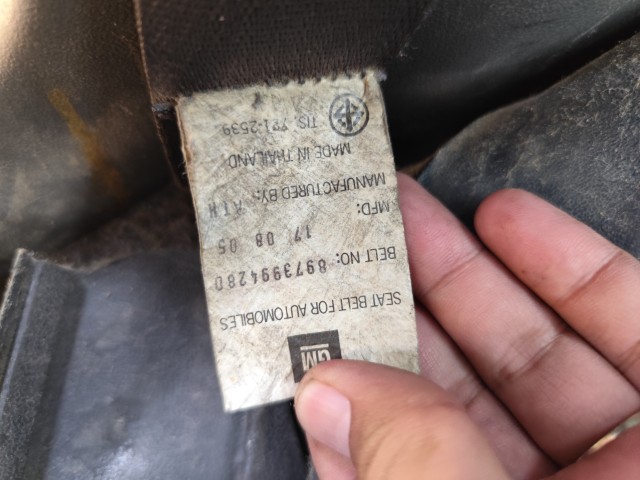 GM
SEAT BELT FOR AUTOMOBILES
BELT NO: 8973994280
17 08 05
MFD:
MANUFACTURED BY: KTH
MADE IN THAILAND
TIS. 721-2539